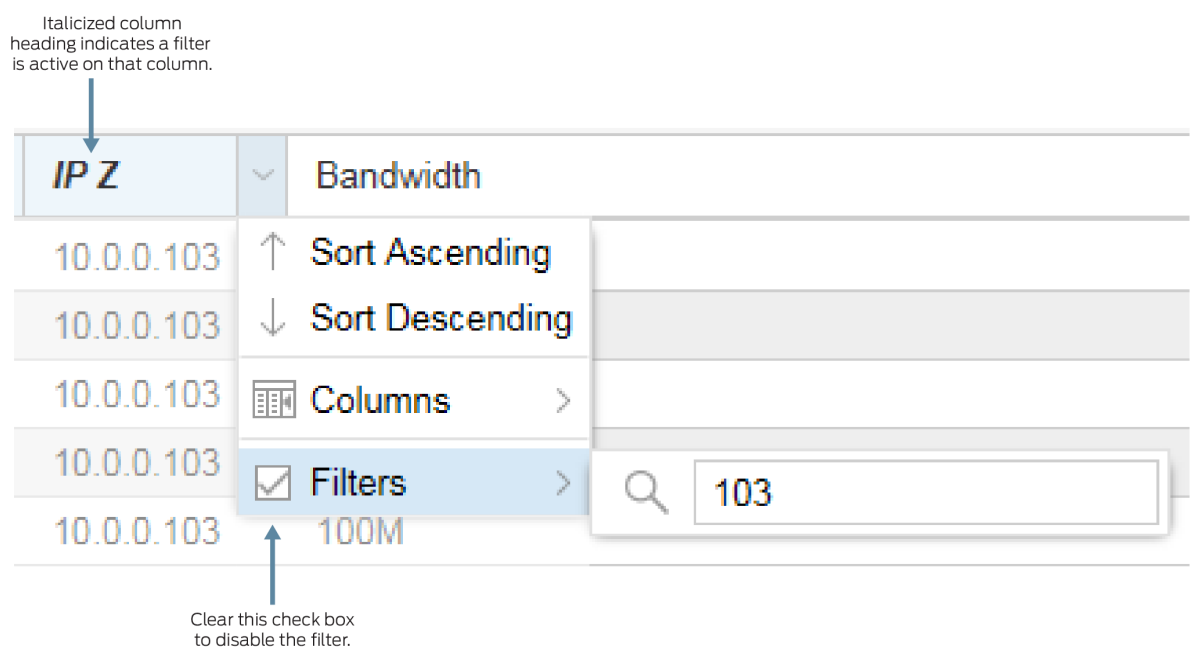 Italicized column
heading indicates a filter
is active on that column.
IP Z
Bandwidth
10.0.0.103
Sort Ascending
10.0.0.103
Sort Descending
10.0.0.103
Columns
10.0.0.103
Filters
103
10.0.0.103
100M
Clear this check box
to disable the filter.